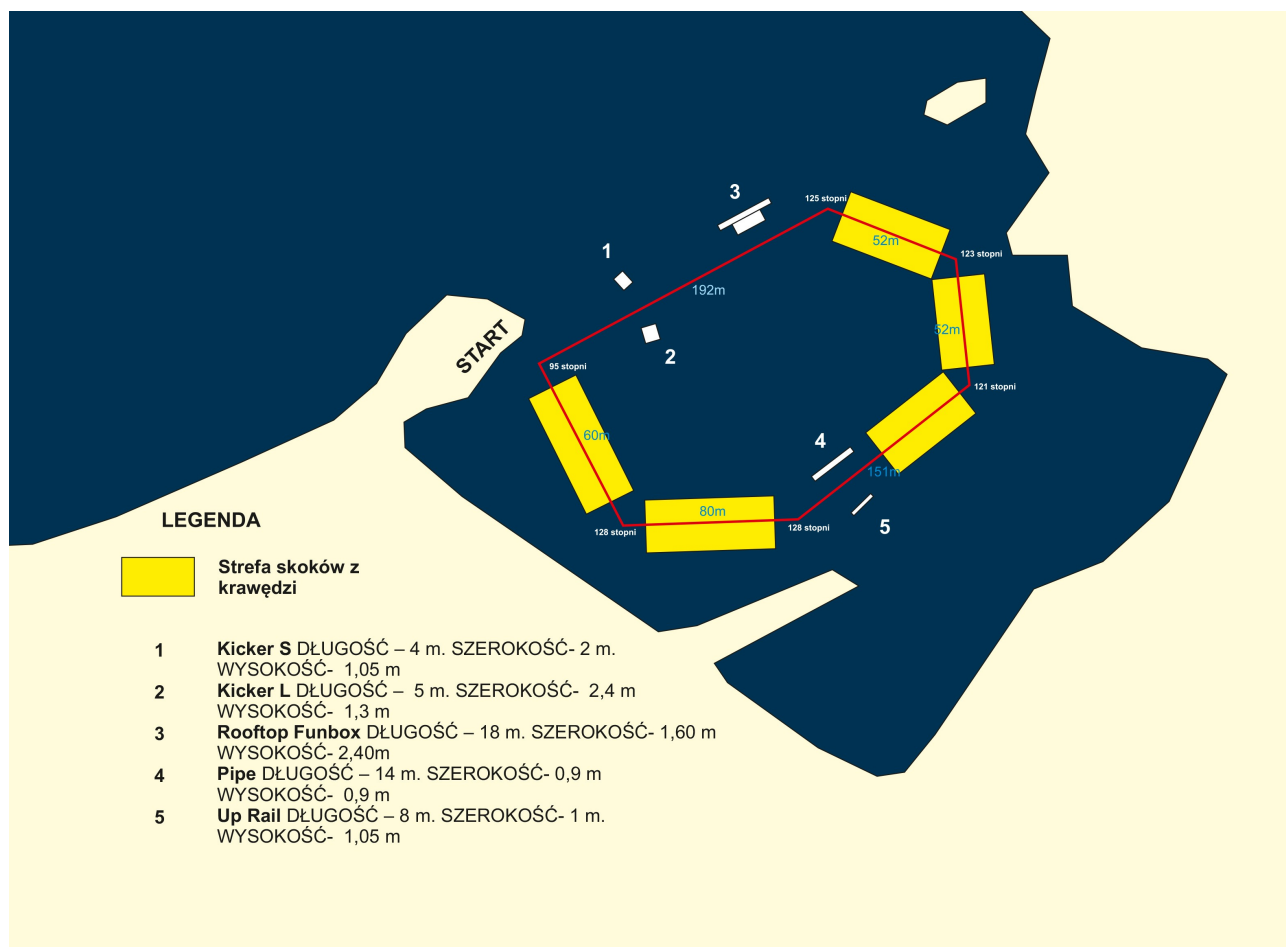 125 stopni
3
52m
123 stopni
1
192m
START
52m
2
95 stopni
121 stopni
60m
4
151m
80m
128 stopni
128 stopni
5
LEGENDA
Strefa skoków z
krawędzi
1 Kicker S DŁUGOŚĆ – 4 m. SZEROKOŚĆ- 2 m.
WYSOKOŚĆ- 1,05 m
2 Kicker L DŁUGOŚĆ – 5 m. SZEROKOŚĆ- 2,4 m
WYSOKOŚĆ- 1,3 m
3 Rooftop Funbox DŁUGOŚĆ – 18 m. SZEROKOŚĆ- 1,60 m
WYSOKOŚĆ- 2,40m
4 Pipe DŁUGOŚĆ – 14 m. SZEROKOŚĆ- 0,9 m
WYSOKOŚĆ- 0,9 m
5 Up Rail DŁUGOŚĆ – 8 m. SZEROKOŚĆ- 1 m.
WYSOKOŚĆ- 1,05 m